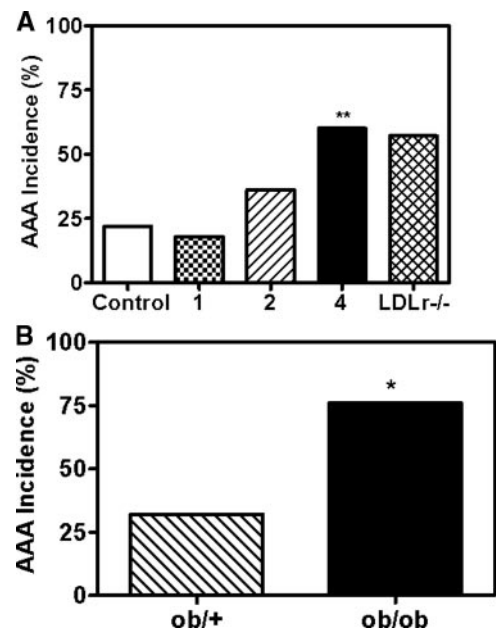 A
AAA Incidence (%)
100
75
50
25
0
**
Control 1 2 4 LDLr-/-
B
AAA Incidence (%)
100
75
50
25
0
*
ob/+ ob/ob